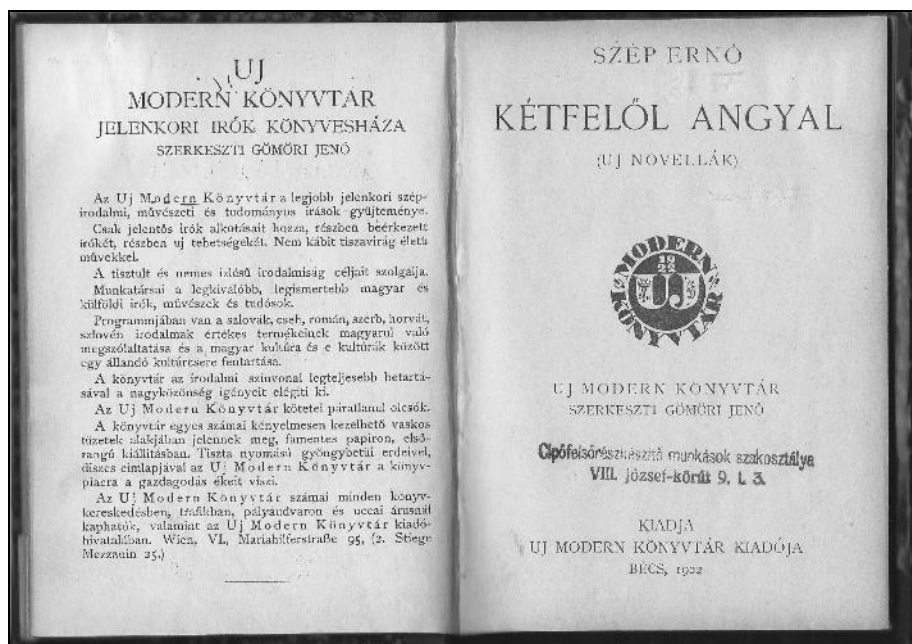 UJ
MODERN KÖNYVTÁR
JELENKORI IRÓK KÖNYVESHÁZA
SZERKESZTI GÖMÖRI JENŐ
Az Uj Modern Könyvtár a legjobb jelenkori szép-
irodalmi, művészeti és tudományos irások gyüjteménye.
Csak jelentős irók alkotásait hozza, részben beérkezett
irókét, részben uj tehetségekét. Nem kábit tiszavirág életü
művekkel.
A tisztult és nemes izlésü irodalmiság céljait szolgálja.
Munkatársai a legkiválóbb, legismertebb magyar és
külföldi irók, művészek és tudósok.
Programmjában van a szlovák, cseh, román, szerb, horvát,
szlovén irodalmak értékes termékeinek magyarul való
megszólaltatása és a magyar kultúra és e kultúrák között
egy állandó kultúrcsere fentartása.
A könyvtár az irodalmi szinvonal legteljesebb betartá-
sával a nagyközönség igényeit elégiti ki.
Az Uj Modern Könyvtár kötetei páratlanul olcsók.
A könyvtár egyes számai kényelmesen kezelhető vaskos
füzetek alakjában jelennek meg, famentes papiron, első-
rangú kiállitásban. Tiszta nyomású gyöngybetüi erdeivel,
diszes cimlapjával az Uj Modern Könyvtár a könyv-
piacra a gazdagodás ékeit viszi.
Az Uj Modern Könyvtár számai minden könyv-
kereskedésben, trafikban, pályaudvaron és uccai árusnál
kaphatók, valamint az Uj Modern Könyvtár kiadó-
hivatalában. Wien, VI., Mariahilferstraße 95. (2. Stiege
Mezzanin 25.)
SZÉP ERNŐ
KÉTFELŐL ANGYAL
(UJ NOVELLÁK)
MODERN
1922
UJ
KÖNYVTÁR
UJ MODERN KÖNYVTÁR
SZERKESZTI GÖMÖRI JENŐ
Cipőfelsőrészkészitő munkások szakosztálya
VIII. József-körút 9. I. 3.
KIADJA
UJ MODERN KÖNYVTÁR KIADÓJA
BÉCS, 1922